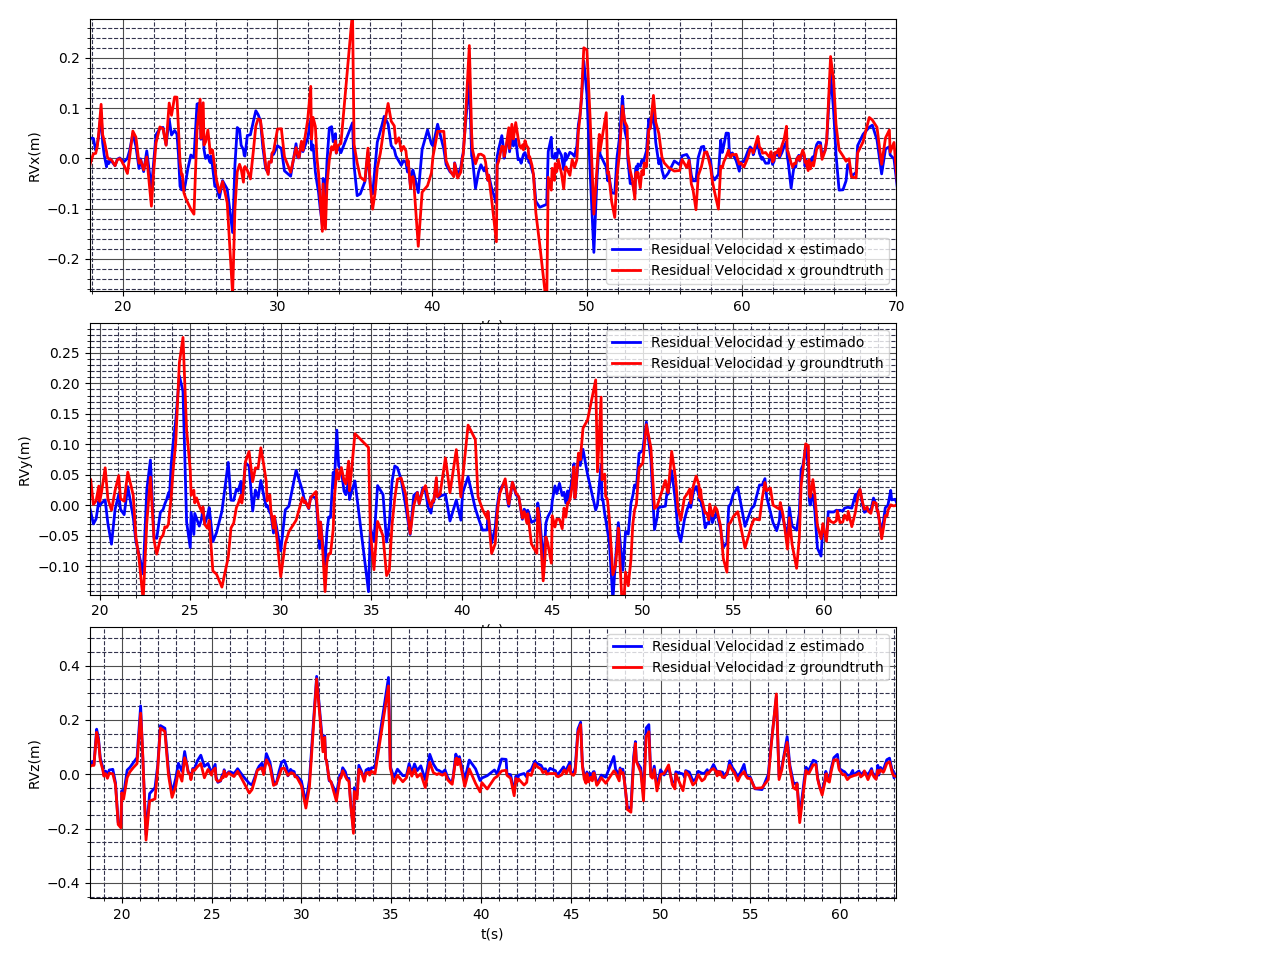 0.2
0.1
0.0
−0.1
−0.2
RVx(m)
Residual Velocidad x estimado
Residual Velocidad x groundtruth
20 30 40 50 60 70
0.25
0.20
0.15
0.10
0.05
0.00
−0.05
−0.10
RVy(m)
Residual Velocidad y estimado
Residual Velocidad y groundtruth
20 25 30 35 40 45 50 55 60
0.4
0.2
0.0
−0.2
−0.4
RVz(m)
Residual Velocidad z estimado
Residual Velocidad z groundtruth
20 25 30 35 40 45 50 55 60
t(s)